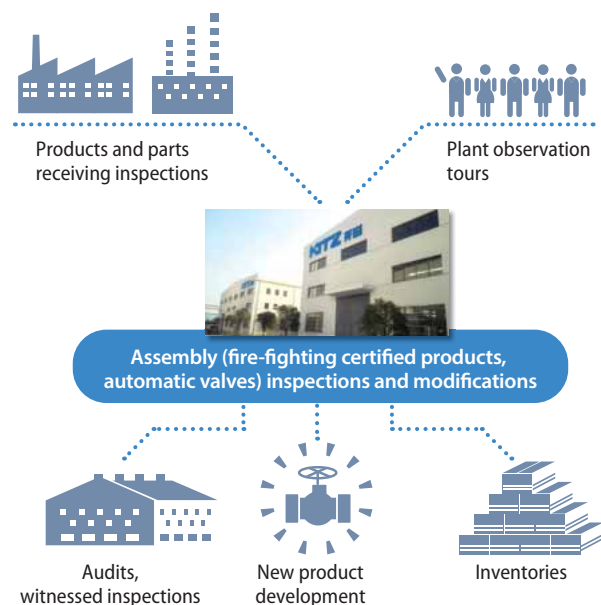 Products and parts
receiving inspections
Plant observation
tours
KITZ
Assembly (fire-fighting certified products,
automatic valves) inspections and modifications
Audits,
witnessed inspections
New product
development
Inventories